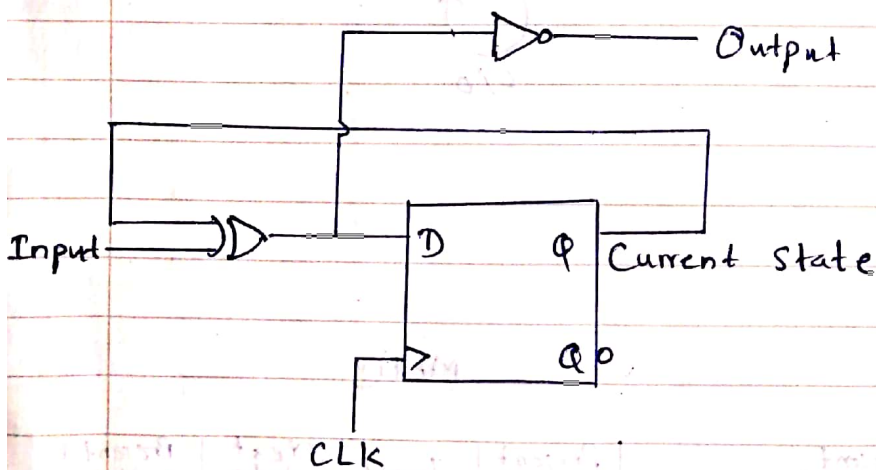 Output
Input
D
Q
Current State
Q
CLK